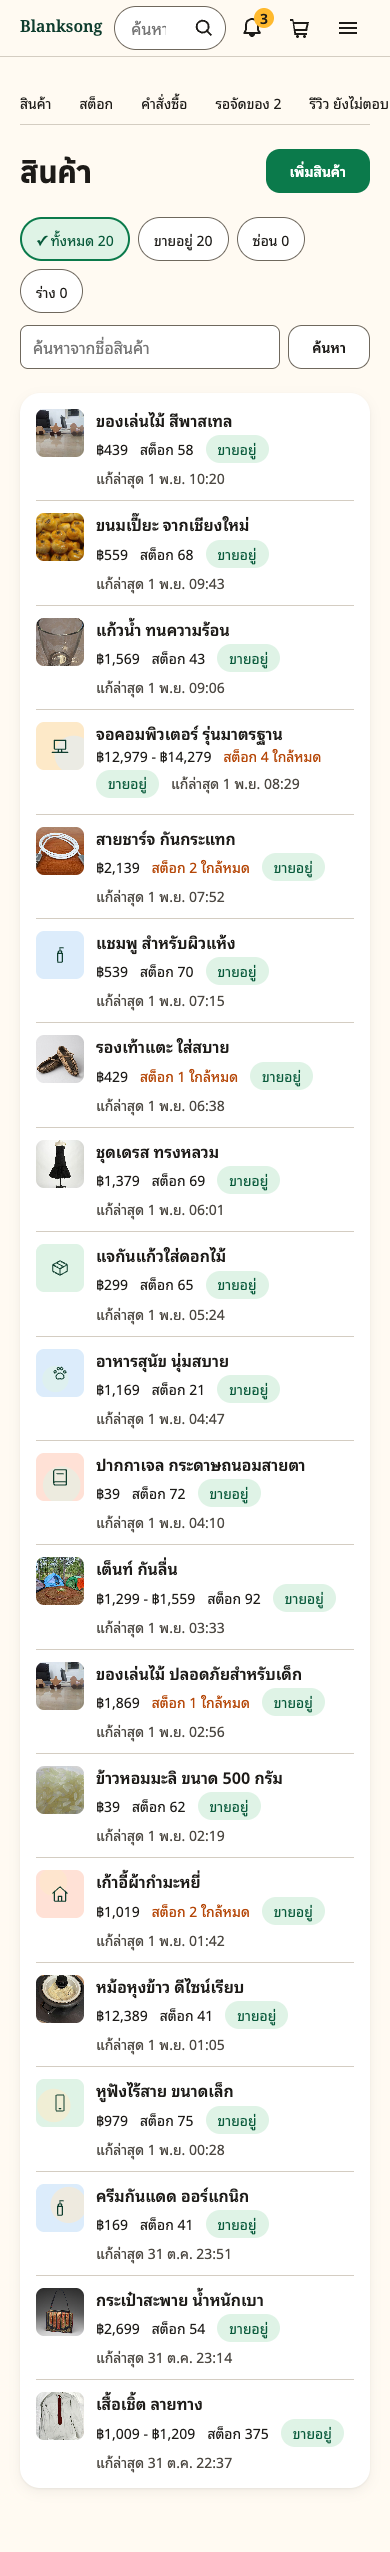 Blanksong
ค้นหา
3
สินค้า สต็อก คำสั่งซื้อ รอจัดของ 2 รีวิว ยังไม่ตอบ
สินค้า
เพิ่มสินค้า
✓ ทั้งหมด 20 ขายอยู่ 20 ซ่อน 0
ร่าง 0
ค้นหาจากชื่อสินค้า ค้นหา
ของเล่นไม้ สีพาสเทล
฿439 สต็อก 58 ขายอยู่
แก้ล่าสุด 1 พ.ย. 10:20
ขนมเปี๊ยะ จากเชียงใหม่
฿559 สต็อก 68 ขายอยู่
แก้ล่าสุด 1 พ.ย. 09:43
แก้วน้ำ ทนความร้อน
฿1,569 สต็อก 43 ขายอยู่
แก้ล่าสุด 1 พ.ย. 09:06
จอคอมพิวเตอร์ รุ่นมาตรฐาน
฿12,979 - ฿14,279 สต็อก 4 ใกล้หมด
ขายอยู่ แก้ล่าสุด 1 พ.ย. 08:29
สายชาร์จ กันกระแทก
฿2,139 สต็อก 2 ใกล้หมด ขายอยู่
แก้ล่าสุด 1 พ.ย. 07:52
แชมพู สำหรับผิวแห้ง
฿539 สต็อก 70 ขายอยู่
แก้ล่าสุด 1 พ.ย. 07:15
รองเท้าแตะ ใส่สบาย
฿429 สต็อก 1 ใกล้หมด ขายอยู่
แก้ล่าสุด 1 พ.ย. 06:38
ชุดเดรส ทรงหลวม
฿1,379 สต็อก 69 ขายอยู่
แก้ล่าสุด 1 พ.ย. 06:01
แจกันแก้วใส่ดอกไม้
฿299 สต็อก 65 ขายอยู่
แก้ล่าสุด 1 พ.ย. 05:24
อาหารสุนัข นุ่มสบาย
฿1,169 สต็อก 21 ขายอยู่
แก้ล่าสุด 1 พ.ย. 04:47
ปากกาเจล กระดาษถนอมสายตา
฿39 สต็อก 72 ขายอยู่
แก้ล่าสุด 1 พ.ย. 04:10
เต็นท์ กันลื่น
฿1,299 - ฿1,559 สต็อก 92 ขายอยู่
แก้ล่าสุด 1 พ.ย. 03:33
ของเล่นไม้ ปลอดภัยสำหรับเด็ก
฿1,869 สต็อก 1 ใกล้หมด ขายอยู่
แก้ล่าสุด 1 พ.ย. 02:56
ข้าวหอมมะลิ ขนาด 500 กรัม
฿39 สต็อก 62 ขายอยู่
แก้ล่าสุด 1 พ.ย. 02:19
เก้าอี้ผ้ากำมะหยี่
฿1,019 สต็อก 2 ใกล้หมด ขายอยู่
แก้ล่าสุด 1 พ.ย. 01:42
หม้อหุงข้าว ดีไซน์เรียบ
฿12,389 สต็อก 41 ขายอยู่
แก้ล่าสุด 1 พ.ย. 01:05
หูฟังไร้สาย ขนาดเล็ก
฿979 สต็อก 75 ขายอยู่
แก้ล่าสุด 1 พ.ย. 00:28
ครีมกันแดด ออร์แกนิก
฿169 สต็อก 41 ขายอยู่
แก้ล่าสุด 31 ต.ค. 23:51
กระเป๋าสะพาย น้ำหนักเบา
฿2,699 สต็อก 54 ขายอยู่
แก้ล่าสุด 31 ต.ค. 23:14
เสื้อเชิ้ต ลายทาง
฿1,009 - ฿1,209 สต็อก 375 ขายอยู่
แก้ล่าสุด 31 ต.ค. 22:37